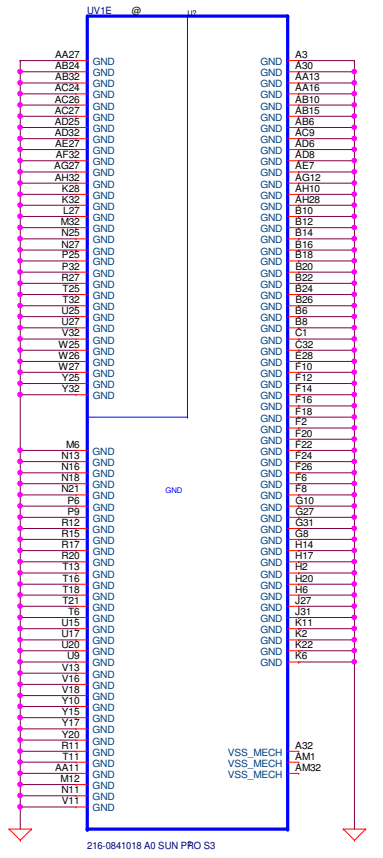 UV1E @
AA27 GND
AB24 GND
AB32 GND
AC24 GND
AC26 GND
AC27 GND
AD25 GND
AD32 GND
AE27 GND
AF32 GND
AG27 GND
AH32 GND
K28 GND
K32 GND
L27 GND
M32 GND
N25 GND
N27 GND
P25 GND
P32 GND
R27 GND
T25 GND
T32 GND
U25 GND
U27 GND
V32 GND
W25 GND
W26 GND
W27 GND
Y25 GND
Y32 GND
M6 GND
N13 GND
N16 GND
N18 GND
N21 GND
P6 GND
P9 GND
R12 GND
R15 GND
R17 GND
R20 GND
T13 GND
T16 GND
T18 GND
T21 GND
T6 GND
U15 GND
U17 GND
U20 GND
U9 GND
V13 GND
V16 GND
V18 GND
Y10 GND
Y15 GND
Y17 GND
Y20 GND
R11 GND
T11 GND
AA11 GND
M12 GND
N11 GND
V11 GND
GND
GND A3
GND A30
GND AA13
GND AA16
GND AB10
GND AB15
GND AB6
GND AC9
GND AD6
GND AD8
GND AE7
GND AG12
GND AH10
GND AH28
GND B10
GND B12
GND B14
GND B16
GND B18
GND B20
GND B22
GND B24
GND B26
GND B6
GND B8
GND C1
GND C32
GND E28
GND F10
GND F12
GND F14
GND F16
GND F18
GND F2
GND F20
GND F22
GND F24
GND F26
GND F6
GND F8
GND G10
GND G27
GND G31
GND G8
GND H14
GND H17
GND H2
GND H20
GND H6
GND J27
GND J31
GND K11
GND K2
GND K22
GND K6
VSS_MECH A32
VSS_MECH AM1
VSS_MECH AM32
216-0841018 A0 SUN PRO S3